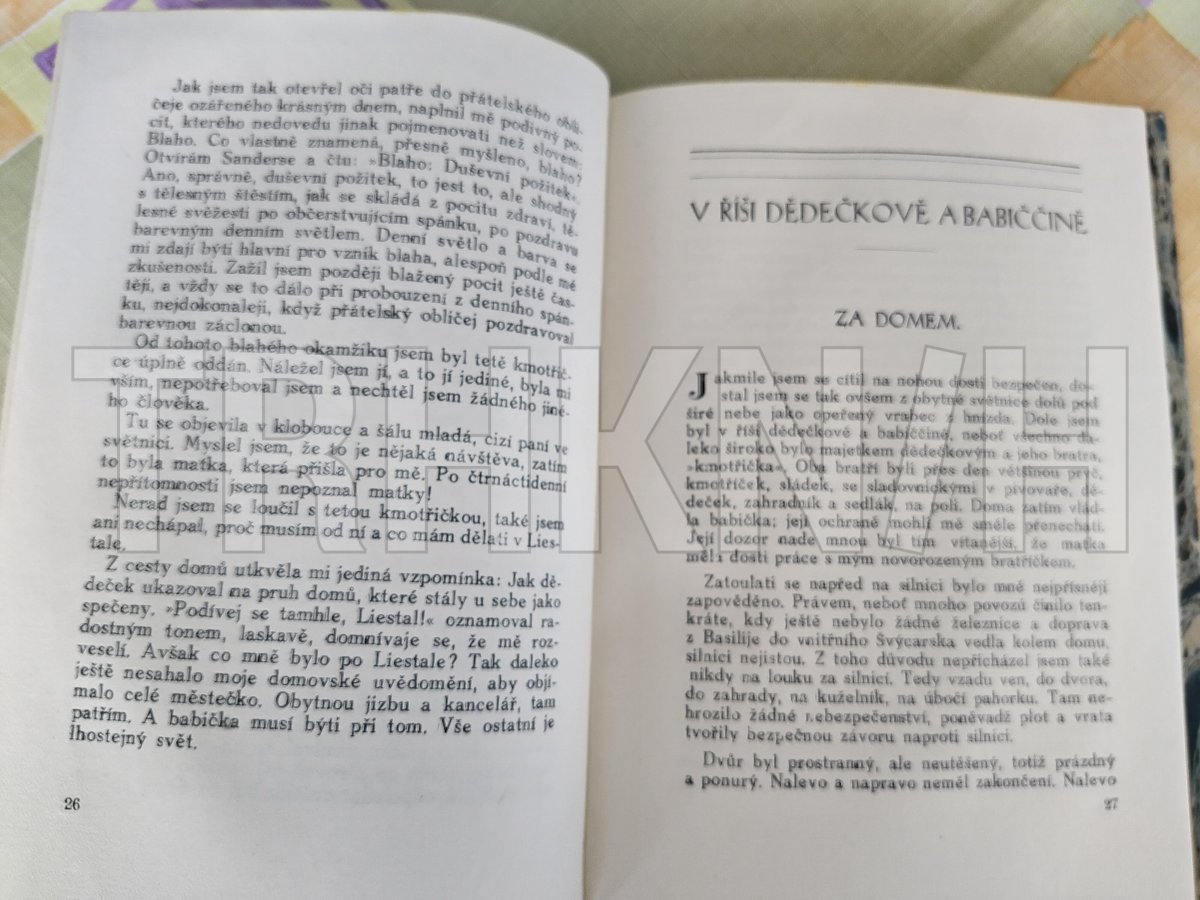 Jak jsem tak otevřel oči patře do přátelského obli-
čeje ozářeného krásným dnem, naplnil mě podivný po-
cit, kterého nedovedu jinak pojmenovati než slovem:
Blaho. Co vlastně znamená, přesně myšleno, blaho?
Otvírám Sanderse a čtu: »Blaho: Duševní požitek«.
Ano, správně, duševní požitek, to jest to, ale shodný
s tělesným štěstím, jak se skládá z pocitu zdraví, tě-
lesné svěžesti po občerstvujícím spánku, po pozdravu
barevným denním světlem. Denní světlo a barva se
mi zdají býti hlavní pro vznik blaha, alespoň podle mé
zkušenosti. Zažil jsem později blažený pocit ještě čas-
těji, a vždy se to dálo při probouzení z denního spán-
ku, nejdokonaleji, když přátelský obličej pozdravoval
barevnou záclonou.
Od tohoto blahého okamžiku jsem byl tetě kmotřič-
ce úplně oddán. Náležel jsem jí, a to jí jediné, byla mi
vším, nepotřeboval jsem a nechtěl jsem žádného jiné-
ho člověka.
Tu se objevila v klobouce a šálu mladá, cizí paní ve
světnici. Myslel jsem, že to je nějaká návštěva, zatím
to byla matka, která přišla pro mě. Po čtrnáctidenní
nepřítomnosti jsem nepoznal matky!
Nerad jsem se loučil s tetou kmotřičkou, také jsem
ani nechápal, proč musím od ní a co mám dělati v Lies-
tale.
Z cesty domů utkvěla mi jediná vzpomínka: Jak dě-
deček ukazoval na pruh domů, které stály u sebe jako
spečeny. »Podívej se tamhle, Liestal!« oznamoval ra-
dostným tonem, laskavě, domnívaje se, že mě roz-
veselí. Avšak co mně bylo po Liestale? Tak daleko
ještě nesahalo moje domovské uvědomění, aby objí-
malo celé městečko. Obytnou jizbu a kancelář, tam
patřím. A babička musí býti při tom. Vše ostatní je
lhostejný svět.
26
V ŘÍŠI DĚDEČKOVĚ A BABIČČINĚ
ZA DOMEM.
Jakmile jsem se cítil na nohou dosti bezpečen, do-
stal jsem se tak ovšem z obytné světnice dolů pod
širé nebe jako opeřený vrabec z hnízda. Dole jsem
byl v říši dědečkově a babiččině, neboť všechno da-
leko široko bylo majetkem dědečkovým a jeho bratra,
»kmotříčka«. Oba bratří byli přes den většinou pryč,
kmotříček, sládek, se sladovnickými v pivovaře, dě-
deček, zahradník a sedlák, na poli. Doma zatím vlád-
la babička; její ochraně mohli mě směle přenechati.
Její dozor nade mnou byl tím vítanější, že matka
měla dosti práce s mým novorozeným bratříčkem.
Zatoulati se napřed na silnici bylo mně nejpřísněji
zapověděno. Právem, neboť mnoho povozů činilo ten-
kráte, kdy ještě nebylo žádné železnice a doprava
z Basilije do vnitřního Švýcarska vedla kolem domu,
silnici nejistou. Z toho důvodu nepřicházel jsem také
nikdy na louku za silnicí. Tedy vzadu ven, do dvora,
do zahrady, na kuželník, na úbočí pahorku. Tam ne-
hrozilo žádné nebezpečenství, poněvadž plot a vrata
tvořily bezpečnou závoru naproti silnici.
Dvůr byl prostranný, ale neutěšený, totiž prázdný
a ponurý. Nalevo a napravo neměl zakončení. Nalevo
27